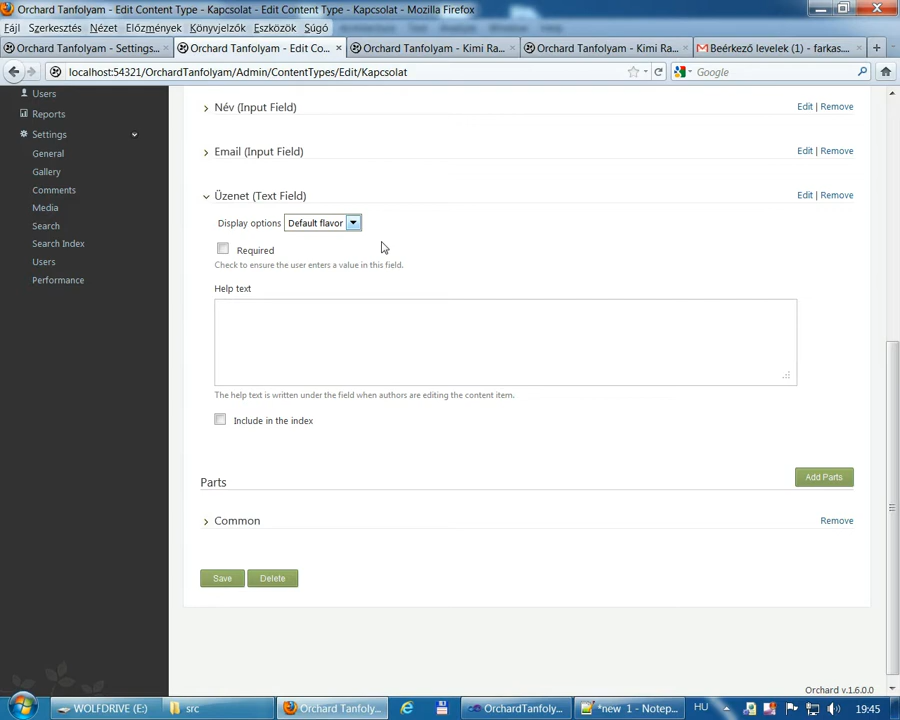 Orchard Tanfolyam - Edit Content Type - Kapcsolat - Edit Content Type - Kapcsolat - Mozilla Firefox
Fájl Szerkesztés Nézet Előzmények Könyvjelzők Eszközök Súgó
Orchard Tanfolyam - Settings... Orchard Tanfolyam - Edit Co... Orchard Tanfolyam - Kimi Ra... Orchard Tanfolyam - Kimi Ra... Beérkező levelek (1) - farkas....
localhost:54321/OrchardTanfolyam/Admin/ContentTypes/Edit/Kapcsolat Google
Users
Reports
Settings
General
Gallery
Comments
Media
Search
Search Index
Users
Performance
Név (Input Field) Edit | Remove
Email (Input Field) Edit | Remove
Üzenet (Text Field) Edit | Remove
Display options Default flavor
Required
Check to ensure the user enters a value in this field.
Help text
The help text is written under the field when authors are editing the content item.
Include in the index
Parts Add Parts
Common Remove
Save Delete
Orchard v.1.6.0.0
WOLFDRIVE (E:) src Orchard Tanfolya... OrchardTanfoly... *new 1 - Notep... HU 19:45